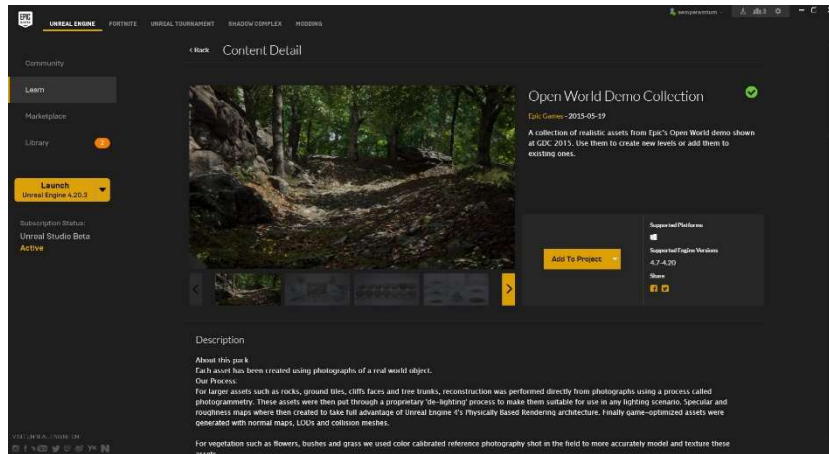 EPIC GAMES
UNREAL ENGINE FORTNITE UNREAL TOURNAMENT SHADOW COMPLEX MODDING
Back Content Detail
Community
Learn
Marketplace
Library 2
Launch
Unreal Engine 4.20.3
Subscription Status:
Unreal Studio Beta
Active
Open World Demo Collection
Epic Games - 2015-05-19
A collection of realistic assets from Epic's Open World demo shown
at GDC 2015. Use them to create new levels or add them to
existing ones.
Add To Project
Supported Platforms
Supported Engine Versions
4.7-4.20
Share
Description
About this pack
Each asset has been created using photographs of a real world object.
Our Process:
For larger assets such as rocks, ground tiles, cliffs faces and tree trunks, reconstruction was performed directly from photographs using a process called
photogrammetry. These assets were then put through a proprietary 'de-lighting' process to make them suitable for use in any lighting scenario. Specular and
roughness maps where then created to take full advantage of Unreal Engine 4's Physically Based Rendering architecture. Finally game-optimized assets were
generated with normal maps, LODs and collision meshes.
For vegetation such as flowers, bushes and grass we used color calibrated reference photography shot in the field to more accurately model and texture these
assets